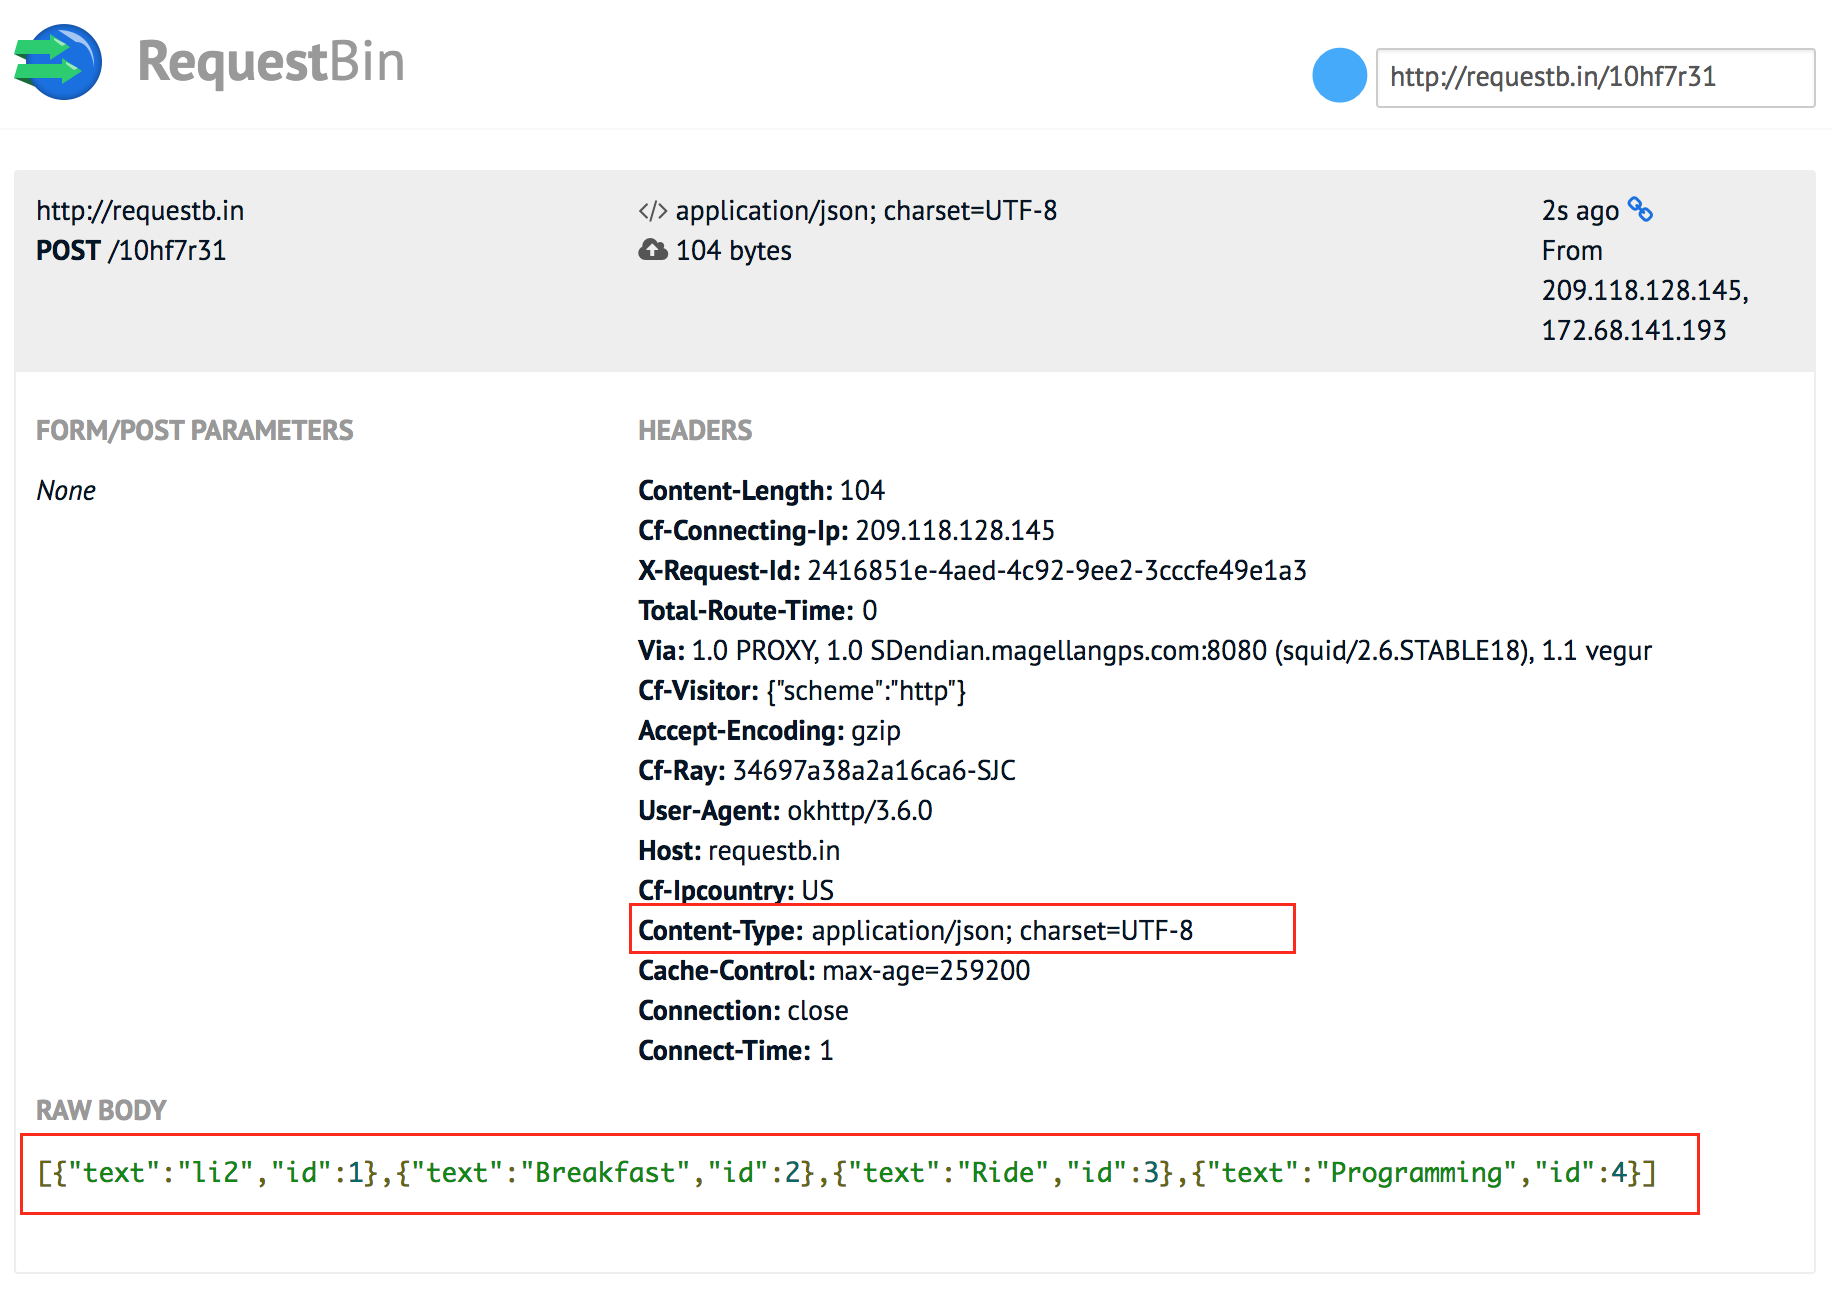 RequestBin
http://requestb.in/10hf7r31
http://requestb.in
POST /10hf7r31
</> application/json; charset=UTF-8
104 bytes
2s ago
From
209.118.128.145,
172.68.141.193
FORM/POST PARAMETERS
None
HEADERS
Content-Length: 104
Cf-Connecting-Ip: 209.118.128.145
X-Request-Id: 2416851e-4aed-4c92-9ee2-3cccfe49e1a3
Total-Route-Time: 0
Via: 1.0 PROXY, 1.0 SDendian.magellangps.com:8080 (squid/2.6.STABLE18), 1.1 vegur
Cf-Visitor: {"scheme":"http"}
Accept-Encoding: gzip
Cf-Ray: 34697a38a2a16ca6-SJC
User-Agent: okhttp/3.6.0
Host: requestb.in
Cf-Ipcountry: US
Content-Type: application/json; charset=UTF-8
Cache-Control: max-age=259200
Connection: close
Connect-Time: 1
RAW BODY
[{"text":"li2","id":1},{"text":"Breakfast","id":2},{"text":"Ride","id":3},{"text":"Programming","id":4}]